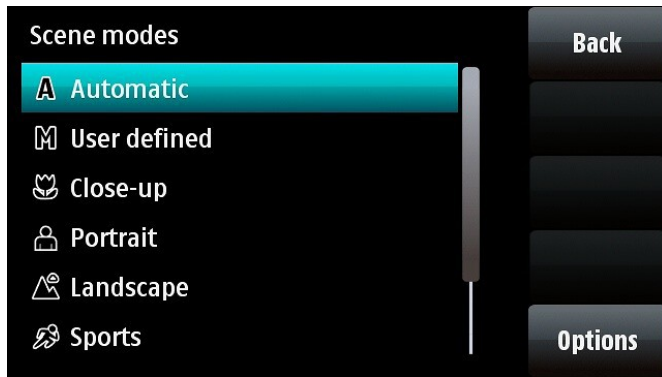 Scene modes
Back
Automatic
User defined
Close-up
Portrait
Landscape
Sports
Options